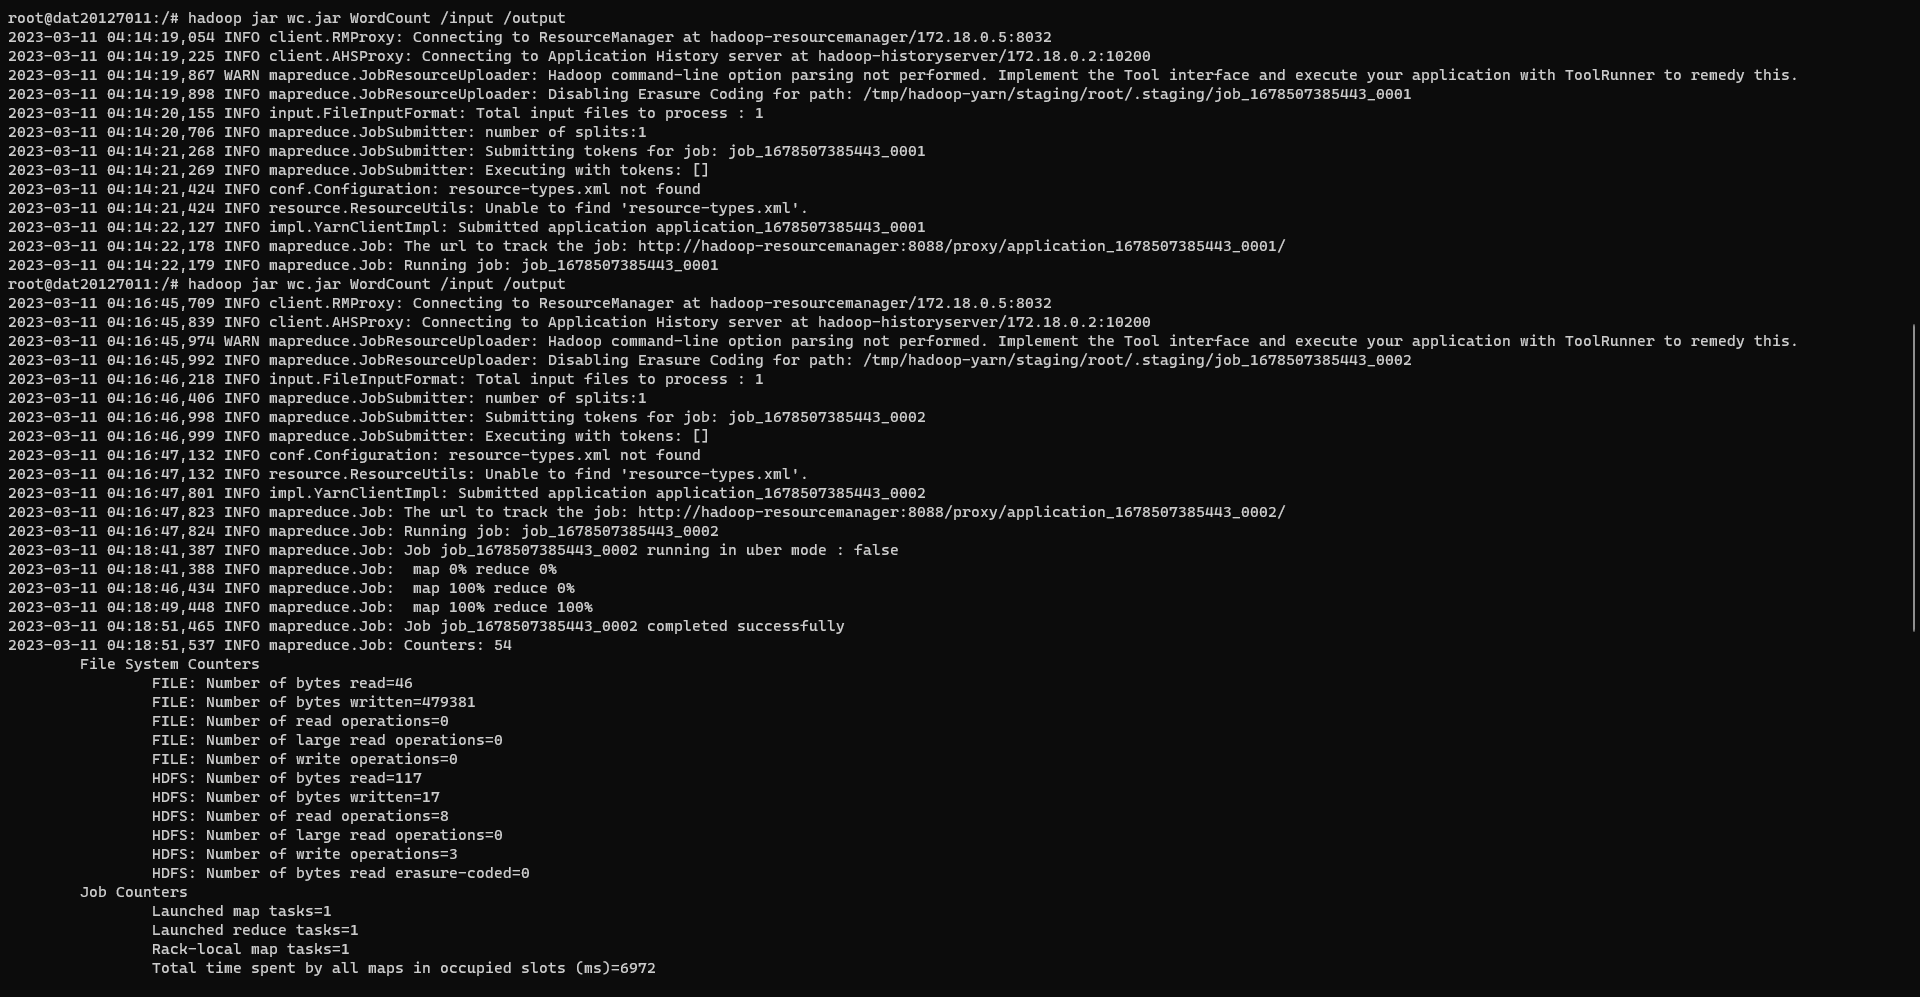 root@dat20127011:/# hadoop jar wc.jar WordCount /input /output
2023-03-11 04:14:19,054 INFO client.RMProxy: Connecting to ResourceManager at hadoop-resourcemanager/172.18.0.5:8032
2023-03-11 04:14:19,225 INFO client.AHSProxy: Connecting to Application History server at hadoop-historyserver/172.18.0.2:10200
2023-03-11 04:14:19,867 WARN mapreduce.JobResourceUploader: Hadoop command-line option parsing not performed. Implement the Tool interface and execute your application with ToolRunner to remedy this.
2023-03-11 04:14:19,898 INFO mapreduce.JobResourceUploader: Disabling Erasure Coding for path: /tmp/hadoop-yarn/staging/root/.staging/job_1678507385443_0001
2023-03-11 04:14:20,155 INFO input.FileInputFormat: Total input files to process : 1
2023-03-11 04:14:20,706 INFO mapreduce.JobSubmitter: number of splits:1
2023-03-11 04:14:21,268 INFO mapreduce.JobSubmitter: Submitting tokens for job: job_1678507385443_0001
2023-03-11 04:14:21,269 INFO mapreduce.JobSubmitter: Executing with tokens: []
2023-03-11 04:14:21,424 INFO conf.Configuration: resource-types.xml not found
2023-03-11 04:14:21,424 INFO resource.ResourceUtils: Unable to find 'resource-types.xml'.
2023-03-11 04:14:22,127 INFO impl.YarnClientImpl: Submitted application application_1678507385443_0001
2023-03-11 04:14:22,178 INFO mapreduce.Job: The url to track the job: http://hadoop-resourcemanager:8088/proxy/application_1678507385443_0001/
2023-03-11 04:14:22,179 INFO mapreduce.Job: Running job: job_1678507385443_0001
root@dat20127011:/# hadoop jar wc.jar WordCount /input /output
2023-03-11 04:16:45,709 INFO client.RMProxy: Connecting to ResourceManager at hadoop-resourcemanager/172.18.0.5:8032
2023-03-11 04:16:45,839 INFO client.AHSProxy: Connecting to Application History server at hadoop-historyserver/172.18.0.2:10200
2023-03-11 04:16:45,974 WARN mapreduce.JobResourceUploader: Hadoop command-line option parsing not performed. Implement the Tool interface and execute your application with ToolRunner to remedy this.
2023-03-11 04:16:45,992 INFO mapreduce.JobResourceUploader: Disabling Erasure Coding for path: /tmp/hadoop-yarn/staging/root/.staging/job_1678507385443_0002
2023-03-11 04:16:46,218 INFO input.FileInputFormat: Total input files to process : 1
2023-03-11 04:16:46,406 INFO mapreduce.JobSubmitter: number of splits:1
2023-03-11 04:16:46,998 INFO mapreduce.JobSubmitter: Submitting tokens for job: job_1678507385443_0002
2023-03-11 04:16:46,999 INFO mapreduce.JobSubmitter: Executing with tokens: []
2023-03-11 04:16:47,132 INFO conf.Configuration: resource-types.xml not found
2023-03-11 04:16:47,132 INFO resource.ResourceUtils: Unable to find 'resource-types.xml'.
2023-03-11 04:16:47,801 INFO impl.YarnClientImpl: Submitted application application_1678507385443_0002
2023-03-11 04:16:47,823 INFO mapreduce.Job: The url to track the job: http://hadoop-resourcemanager:8088/proxy/application_1678507385443_0002/
2023-03-11 04:16:47,824 INFO mapreduce.Job: Running job: job_1678507385443_0002
2023-03-11 04:18:41,387 INFO mapreduce.Job: Job job_1678507385443_0002 running in uber mode : false
2023-03-11 04:18:41,388 INFO mapreduce.Job:  map 0% reduce 0%
2023-03-11 04:18:46,434 INFO mapreduce.Job:  map 100% reduce 0%
2023-03-11 04:18:49,448 INFO mapreduce.Job:  map 100% reduce 100%
2023-03-11 04:18:51,465 INFO mapreduce.Job: Job job_1678507385443_0002 completed successfully
2023-03-11 04:18:51,537 INFO mapreduce.Job: Counters: 54
File System Counters
FILE: Number of bytes read=46
FILE: Number of bytes written=479381
FILE: Number of read operations=0
FILE: Number of large read operations=0
FILE: Number of write operations=0
HDFS: Number of bytes read=117
HDFS: Number of bytes written=17
HDFS: Number of read operations=8
HDFS: Number of large read operations=0
HDFS: Number of write operations=3
HDFS: Number of bytes read erasure-coded=0
Job Counters
Launched map tasks=1
Launched reduce tasks=1
Rack-local map tasks=1
Total time spent by all maps in occupied slots (ms)=6972